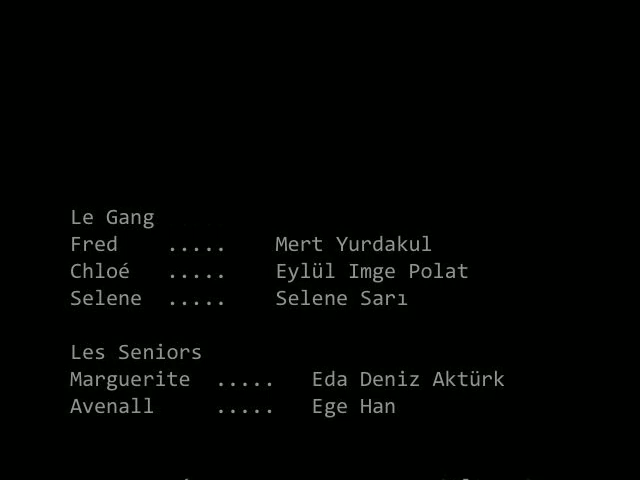 Le Gang
Fred ..... Mert Yurdakul
Chloé ..... Eylül Imge Polat
Selene ..... Selene Sarı
Les Seniors
Marguerite ..... Eda Deniz Aktürk
Avenall ..... Ege Han